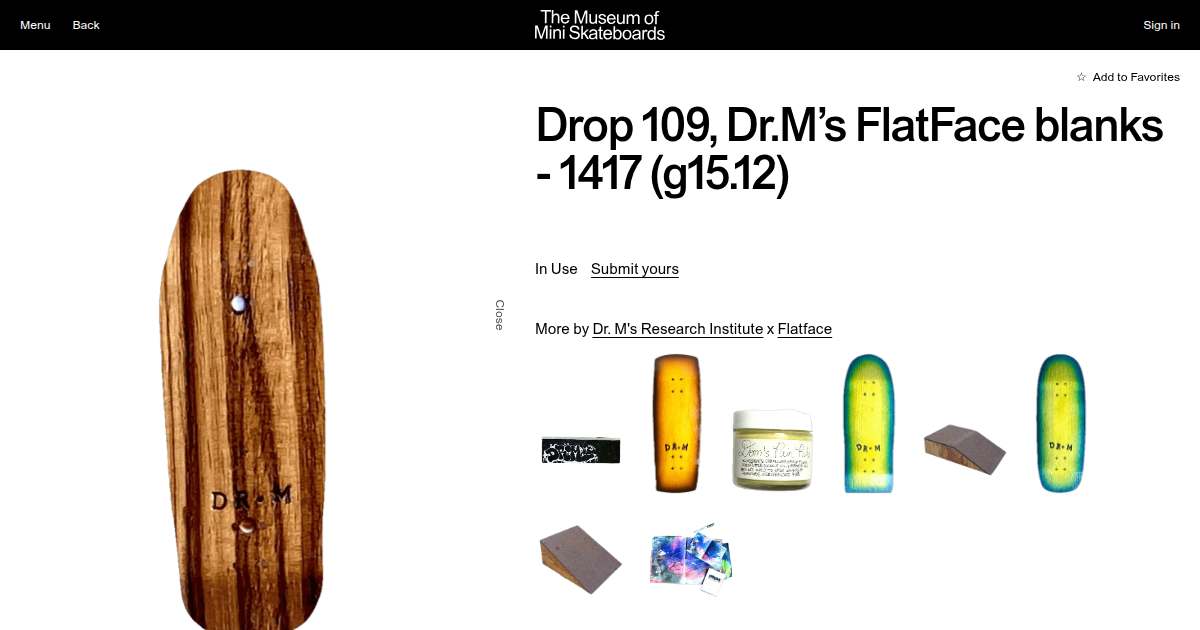 Menu
Back
The Museum of
Mini Skateboards
Sign in
☆ Add to Favorites
Drop 109, Dr.M’s FlatFace blanks
- 1417 (g15.12)
In Use
Submit yours
Close
More by Dr. M's Research Institute x Flatface
DR•M
DR•M
DR•M
DR•M